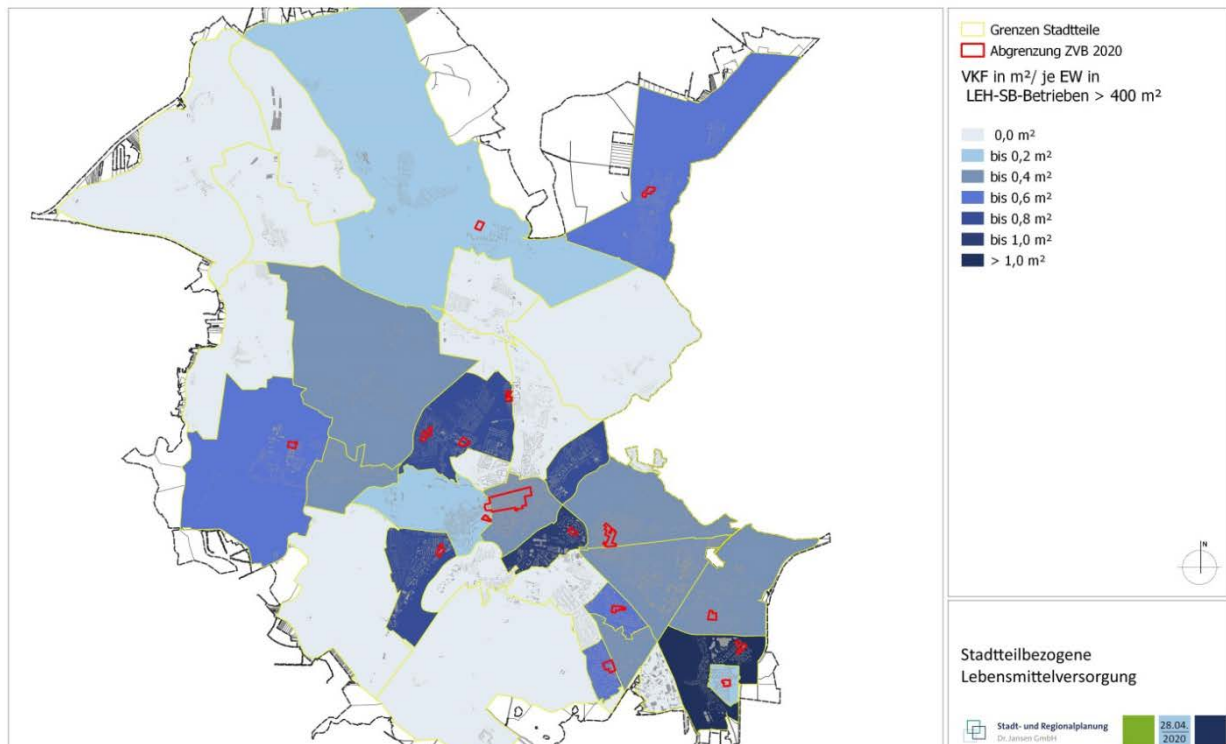 Grenzen Stadtteile
Abgrenzung ZVB 2020
VKF in m²/ je EW in
LEH-SB-Betrieben > 400 m²
0,0 m²
bis 0,2 m²
bis 0,4 m²
bis 0,6 m²
bis 0,8 m²
bis 1,0 m²
> 1,0 m²
N
Stadtteilbezogene
Lebensmittelversorgung
Stadt- und Regionalplanung
Dr. Jansen GmbH
28.04.
2020